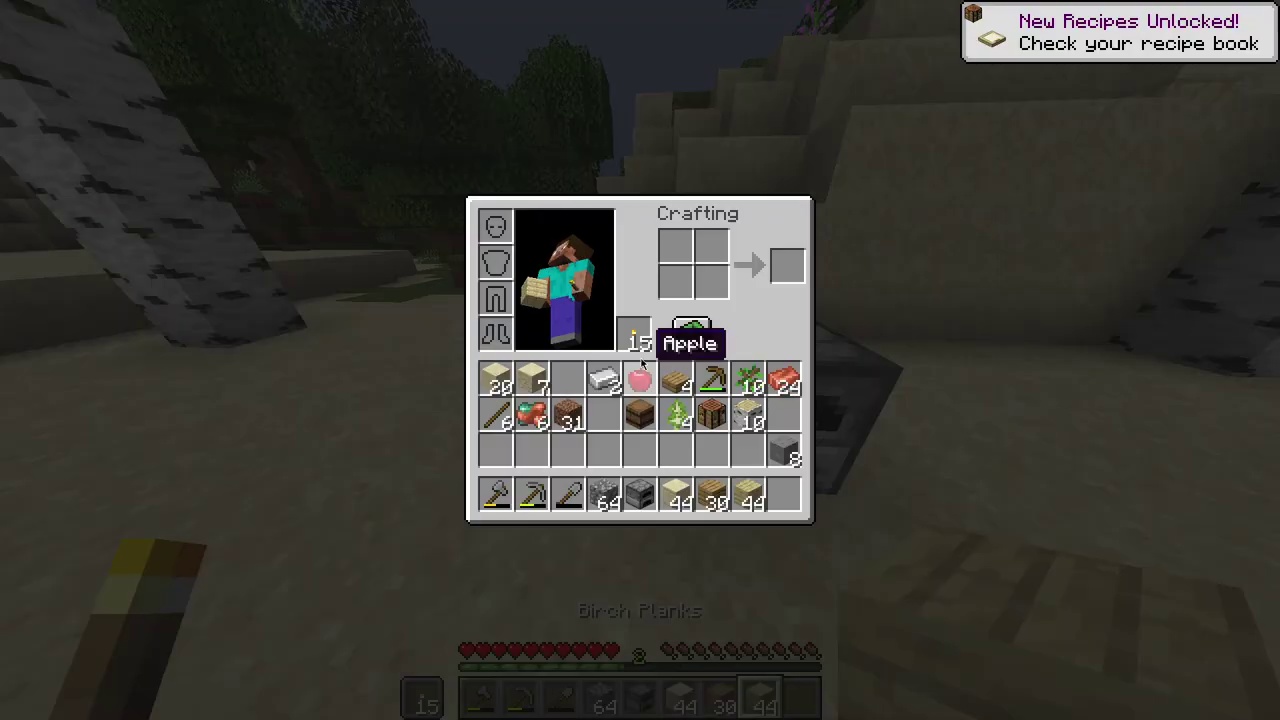 New Recipes Unlocked!
Check your recipe book
Crafting
15
Apple
20 7 2 4 10 24
6 6 31 4 10
8
64 44 30 44
Birch Planks
8
15 64 44 30 44